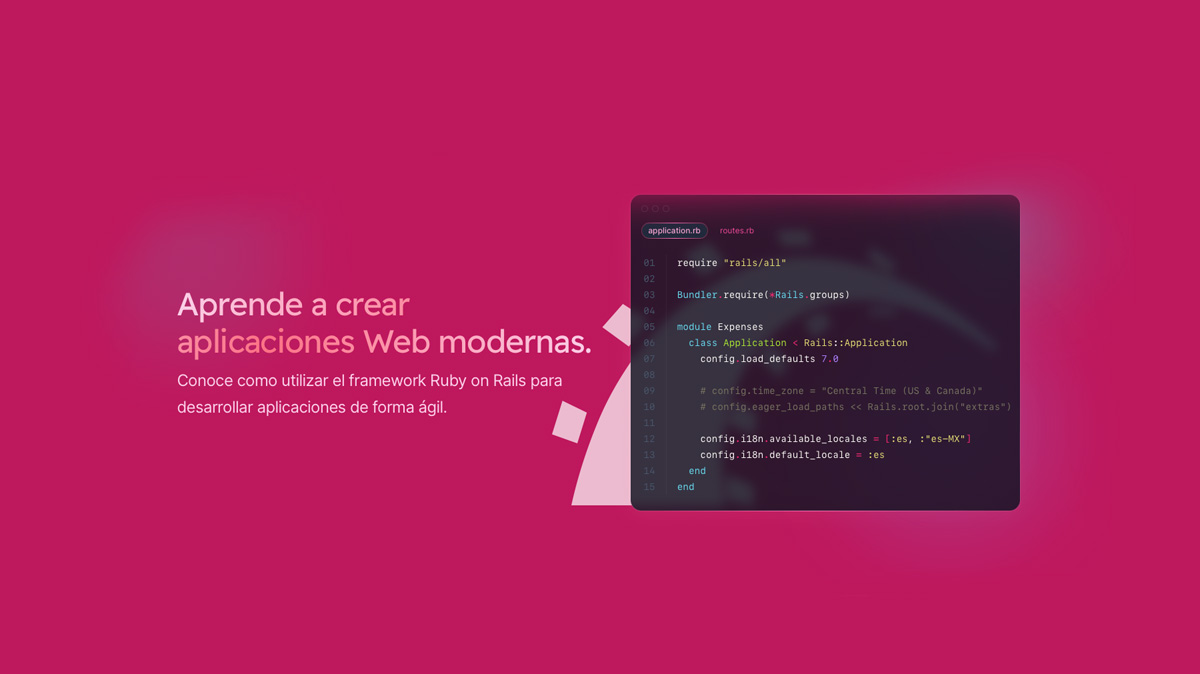 Aprende a crear
aplicaciones Web modernas.
Conoce como utilizar el framework Ruby on Rails para
desarrollar aplicaciones de forma ágil.
application.rb routes.rb
01 require "rails/all"
02
03 Bundler.require(*Rails.groups)
04
05 module Expenses
06 class Application < Rails::Application
07 config.load_defaults 7.0
08
09 # config.time_zone = "Central Time (US & Canada)"
10 # config.eager_load_paths << Rails.root.join("extras")
11
12 config.i18n.available_locales = [:es, :"es-MX"]
13 config.i18n.default_locale = :es
14 end
15 end